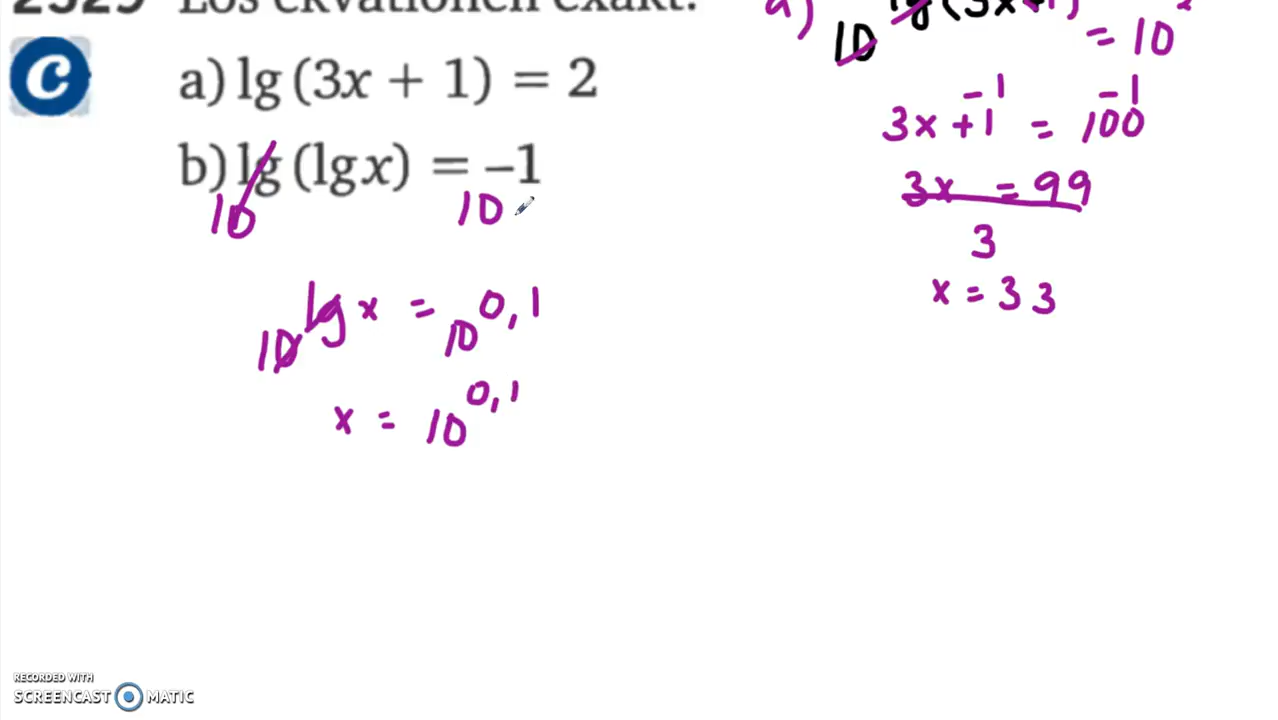 2329 Lös ekvationen exakt.
C
a) lg (3x + 1) = 2
b) lg (lg x) = –1
10 10
10 lg x = 10 0,1
x = 10 0,1
a) 10 lg (3x+1) = 10 2
-1 -1
3x +1 = 100
3x = 99
3
x = 33
RECORDED WITH
SCREENCAST MATIC